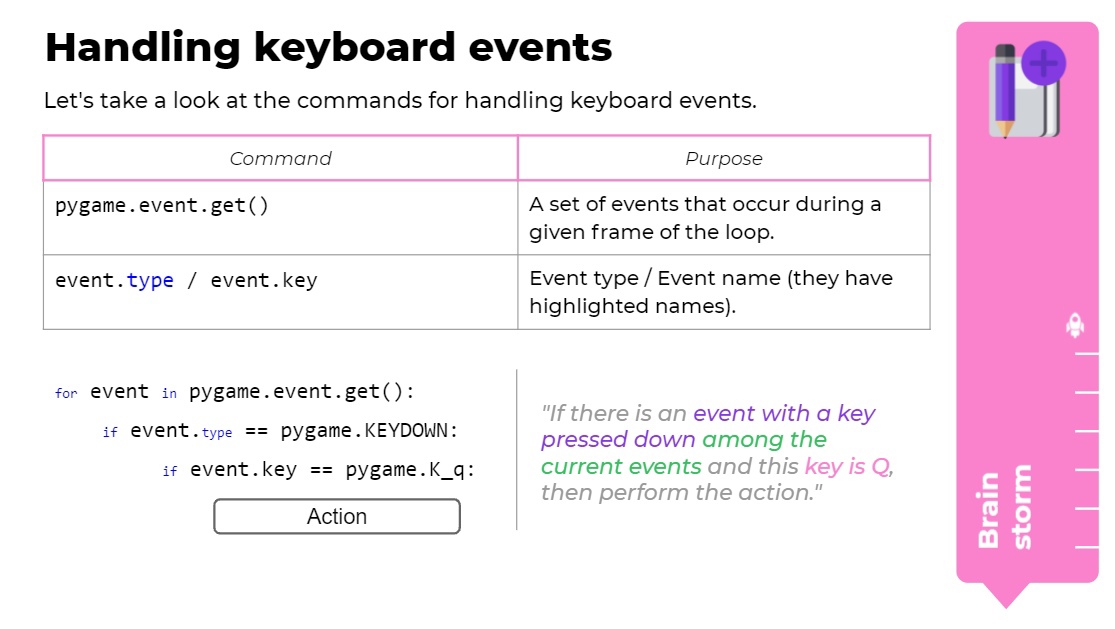 Handling keyboard events
Let's take a look at the commands for handling keyboard events.
Command
Purpose
pygame.event.get()
A set of events that occur during a
given frame of the loop.
event.type / event.key
Event type / Event name (they have
highlighted names).
for event in pygame.event.get():
if event.type == pygame.KEYDOWN:
if event.key == pygame.K_q:
Action
"If there is an event with a key
pressed down among the
current events and this key is Q,
then perform the action."
Brain
storm